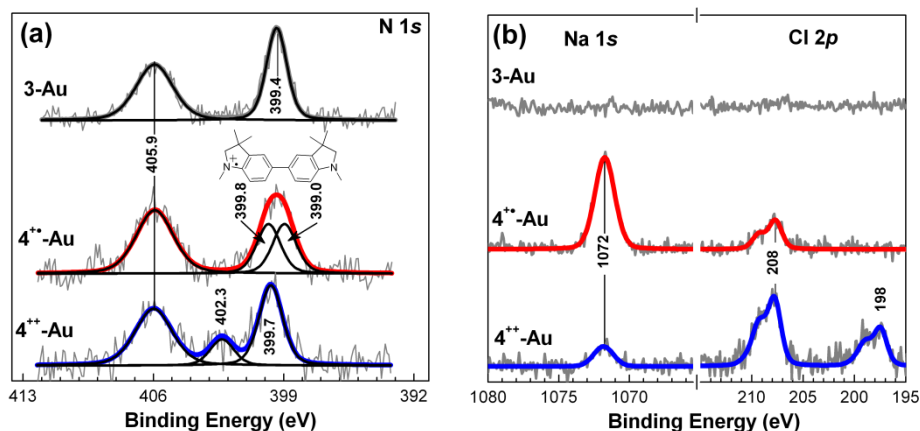 (a)
N 1s
3-Au
399.4
405.9
N
+•
N
399.8
399.0
4+•-Au
402.3
399.7
4++-Au
413
406
399
392
Binding Energy (eV)
(b)
Na 1s
Cl 2p
3-Au
4+•-Au
1072
208
198
4++-Au
1080
1075
1070
210
205
200
195
Binding Energy (eV)